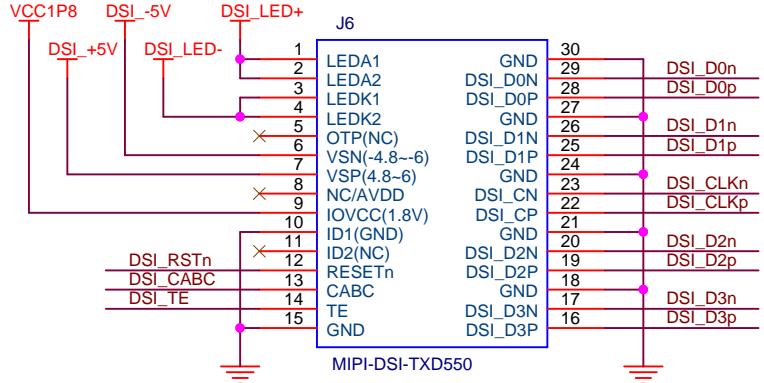 VCC1P8 DSI_-5V DSI_LED+
DSI_+5V DSI_LED-
J6
1 LEDA1 GND 30
2 LEDA2 DSI_D0N 29 DSI_D0n
3 LEDK1 DSI_D0P 28 DSI_D0p
4 LEDK2 GND 27
5 OTP(NC) DSI_D1N 26 DSI_D1n
6 VSN(-4.8~-6) DSI_D1P 25 DSI_D1p
7 VSP(4.8~6) GND 24
8 NC/AVDD DSI_CN 23 DSI_CLKn
9 IOVCC(1.8V) DSI_CP 22 DSI_CLKp
10 ID1(GND) GND 21
11 ID2(NC) DSI_D2N 20 DSI_D2n
DSI_RSTn 12 RESETn DSI_D2P 19 DSI_D2p
DSI_CABC 13 CABC GND 18
DSI_TE 14 TE DSI_D3N 17 DSI_D3n
15 GND DSI_D3P 16 DSI_D3p
MIPI-DSI-TXD550